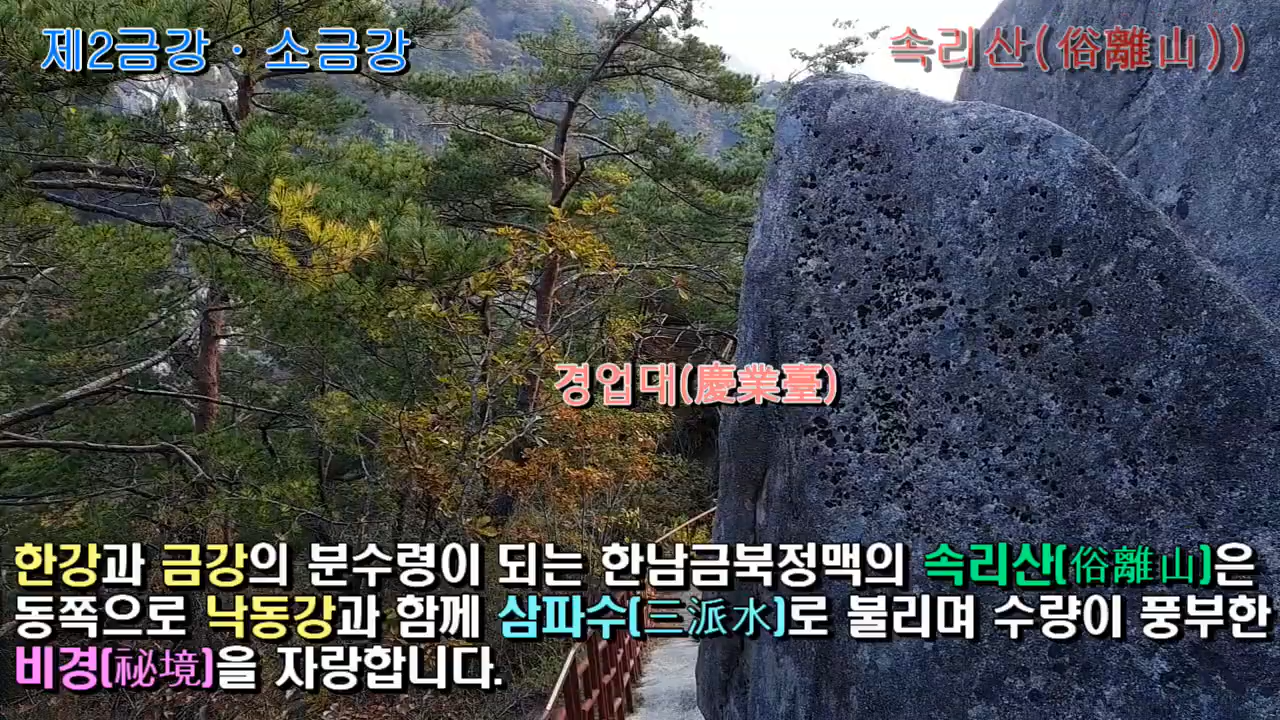 제2금강 · 소금강
속리산(俗離山))
경업대(慶業臺)
한강과 금강의 분수령이 되는 한남금북정맥의 속리산(俗離山)은
동쪽으로 낙동강과 함께 삼파수(三派水)로 불리며 수량이 풍부한
비경(祕境)을 자랑합니다.